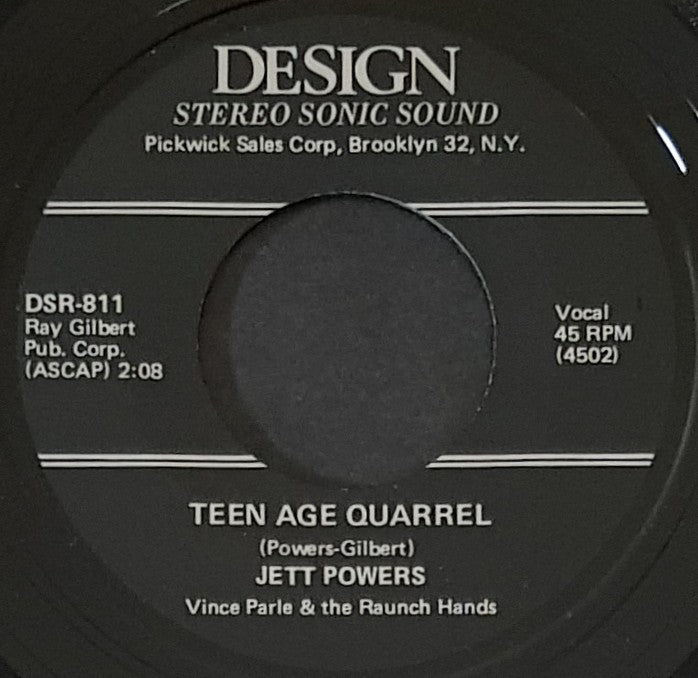 DESIGN
STEREO SONIC SOUND
Pickwick Sales Corp, Brooklyn 32, N.Y.
DSR-811
Ray Gilbert
Pub. Corp.
(ASCAP) 2:08
Vocal
45 RPM
(4502)
TEEN AGE QUARREL
(Powers-Gilbert)
JETT POWERS
Vince Parle & the Raunch Hands